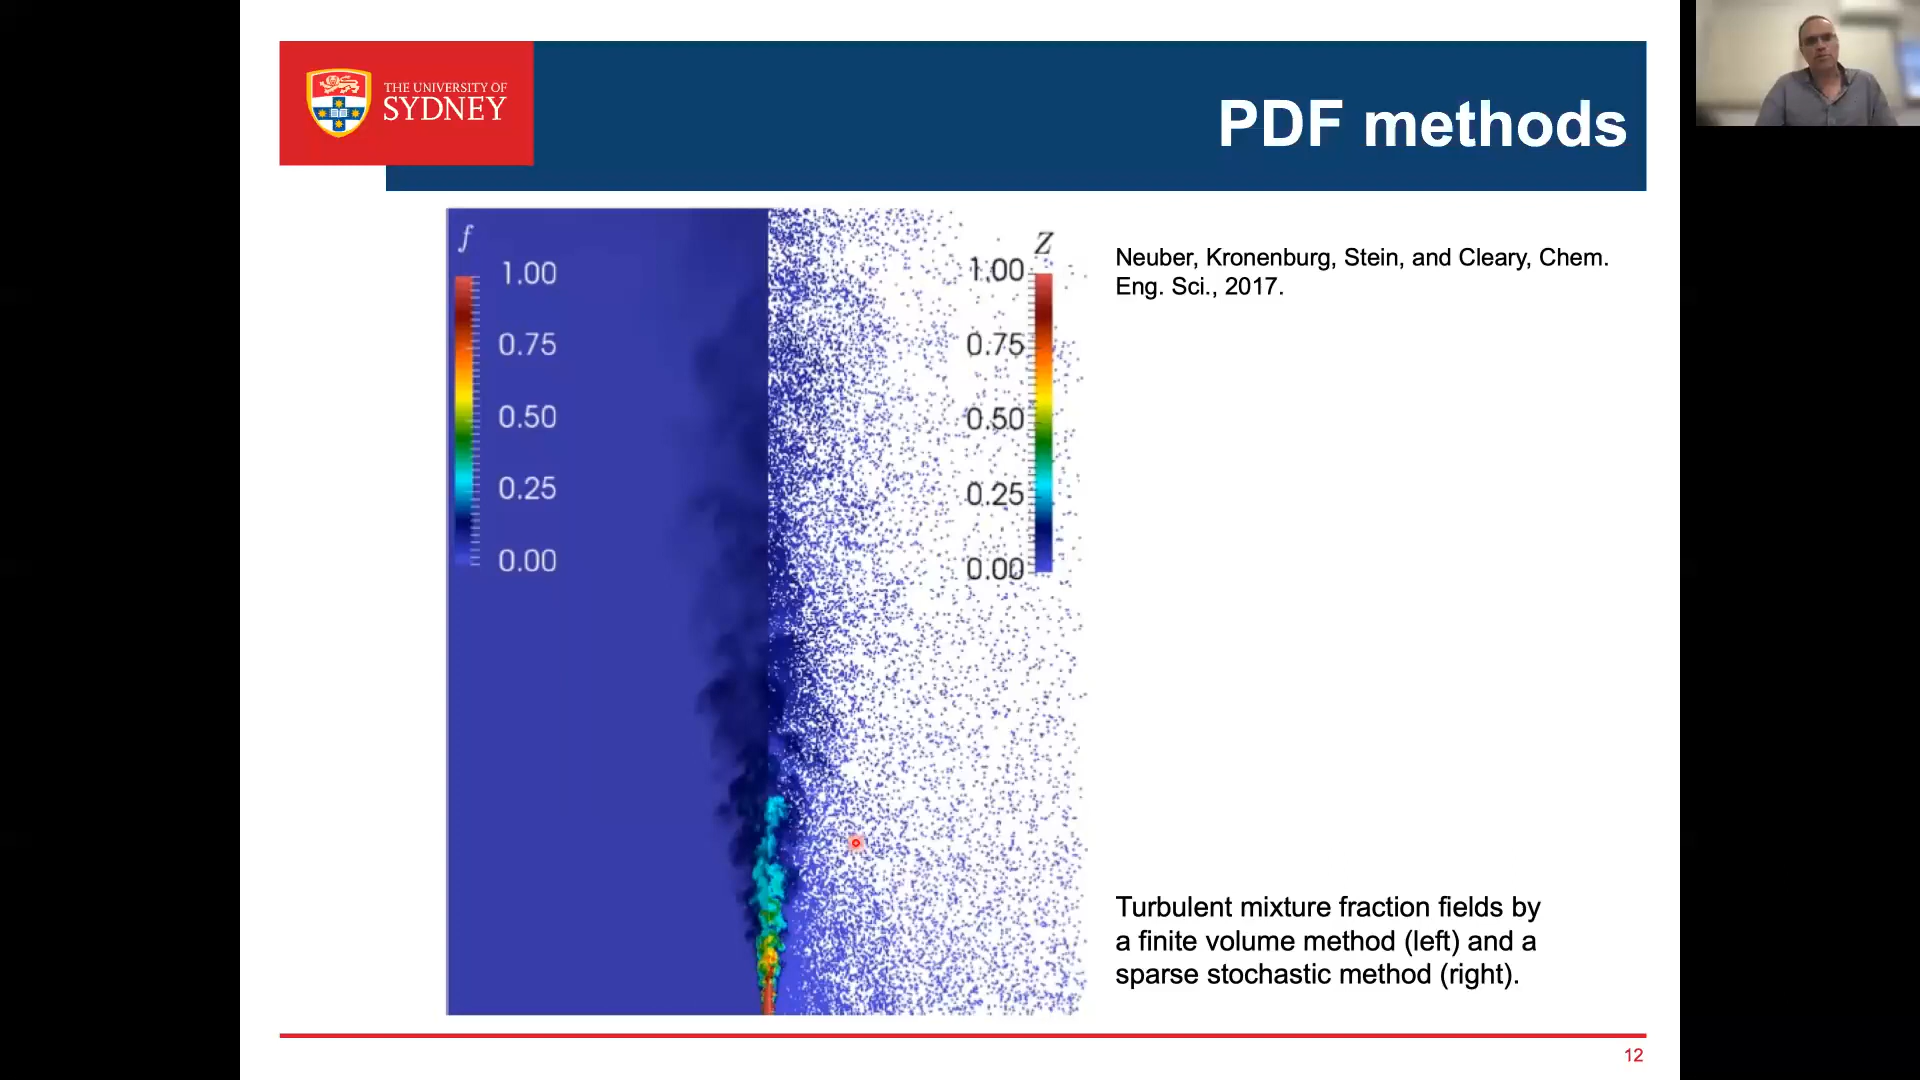 THE UNIVERSITY OF
SYDNEY
PDF methods
f
1.00
0.75
0.50
0.25
0.00
Z
1.00
0.75
0.50
0.25
0.00
Neuber, Kronenburg, Stein, and Cleary, Chem.
Eng. Sci., 2017.
Turbulent mixture fraction fields by
a finite volume method (left) and a
sparse stochastic method (right).
12